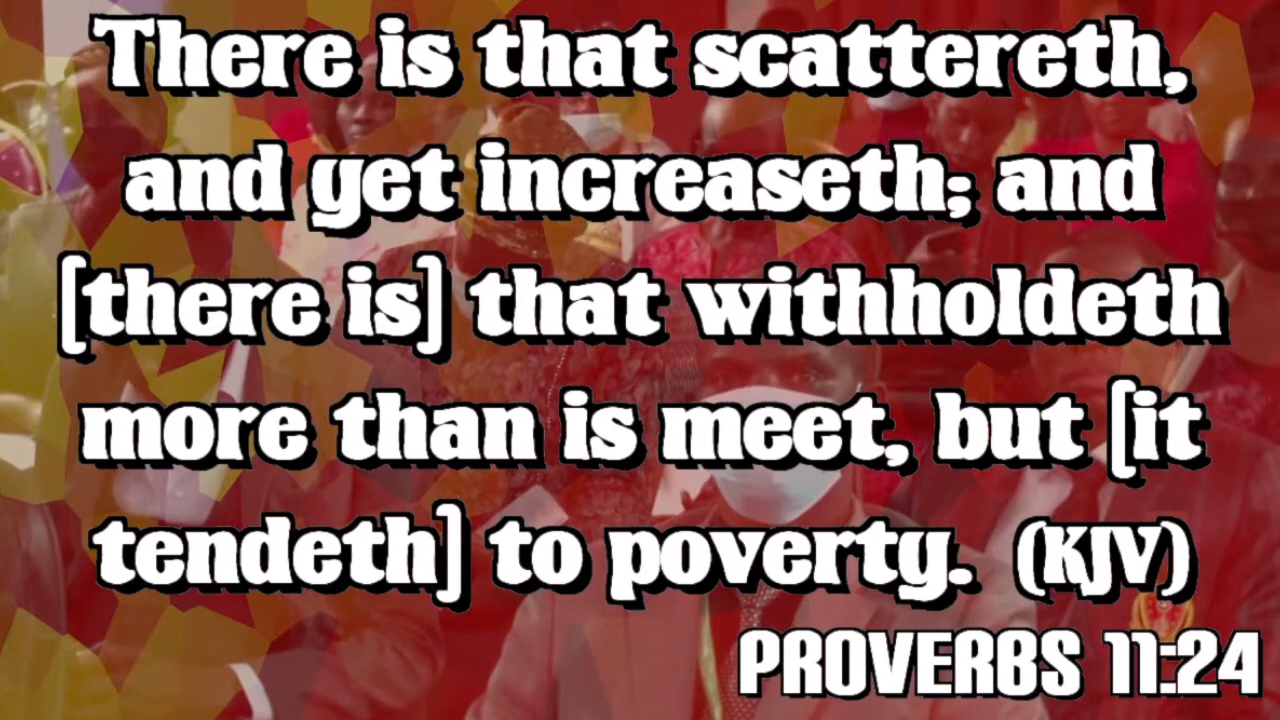 There is that scattereth,
and yet increaseth; and
[there is] that withholdeth
more than is meet, but [it
tendeth] to poverty. (KJV)
PROVERBS 11:24